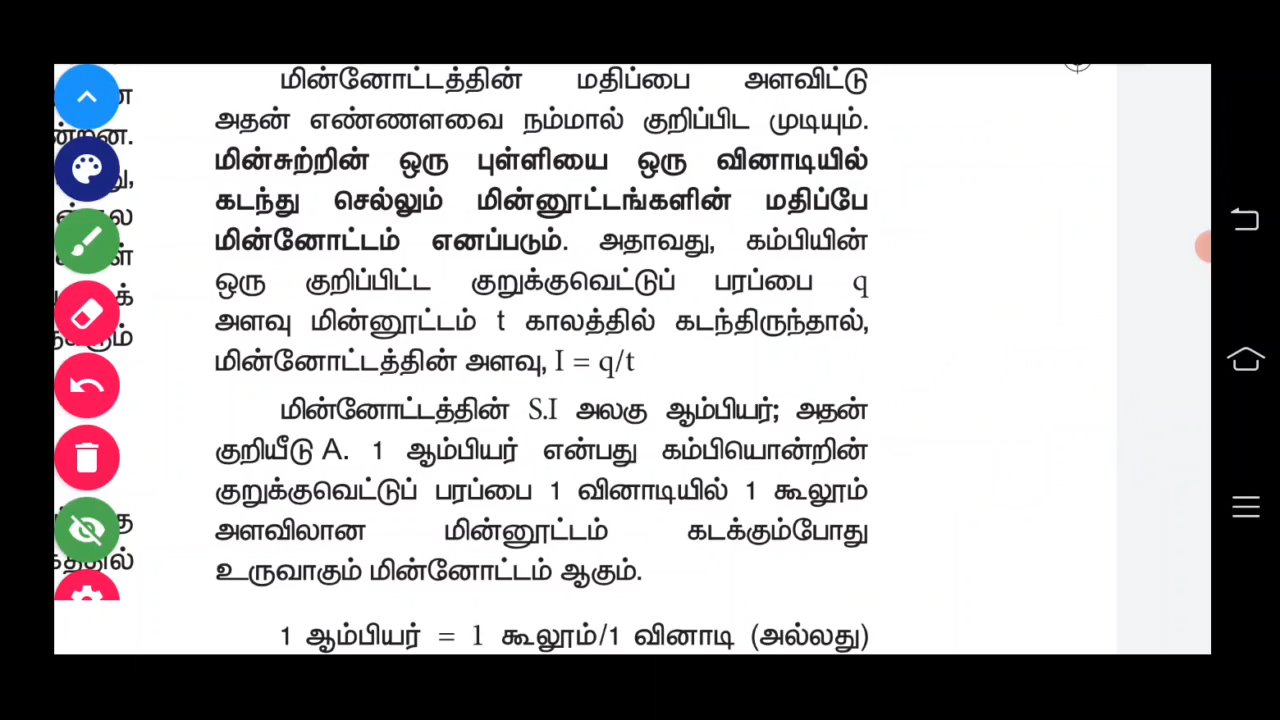 மின்னோட்டத்தின் மதிப்பை அளவிட்டு
அதன் எண்ணளவை நம்மால் குறிப்பிட முடியும்.
மின்சுற்றின் ஒரு புள்ளியை ஒரு வினாடியில்
கடந்து செல்லும் மின்னூட்டங்களின் மதிப்பே
மின்னோட்டம் எனப்படும். அதாவது, கம்பியின்
ஒரு குறிப்பிட்ட குறுக்குவெட்டுப் பரப்பை q
அளவு மின்னூட்டம் t காலத்தில் கடந்திருந்தால்,
மின்னோட்டத்தின் அளவு, I = q/t
மின்னோட்டத்தின் S.I அலகு ஆம்பியர்; அதன்
குறியீடு A. 1 ஆம்பியர் என்பது கம்பியொன்றின்
குறுக்குவெட்டுப் பரப்பை 1 வினாடியில் 1 கூலூம்
அளவிலான மின்னூட்டம் கடக்கும்போது
உருவாகும் மின்னோட்டம் ஆகும்.
1 ஆம்பியர் = 1 கூலூம்/1 வினாடி (அல்லது)